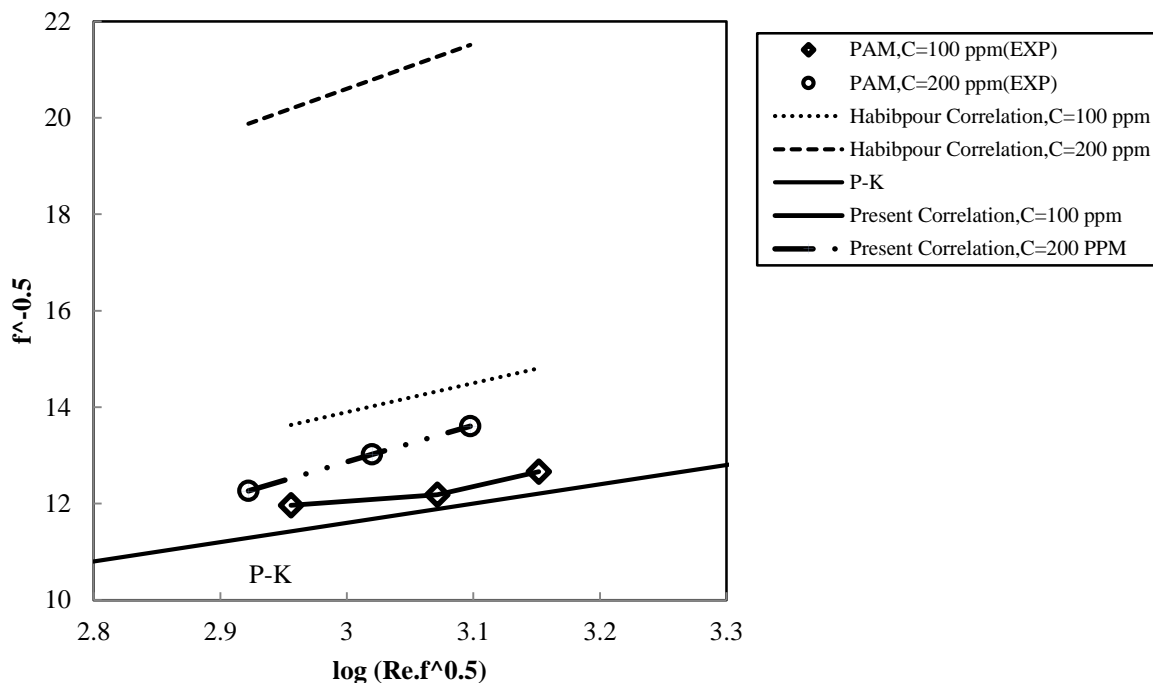 22
20
18
16
14
12
10
f^-0.5
2.8
2.9
3
3.1
3.2
3.3
log (Re.f^0.5)
P-K
PAM,C=100 ppm(EXP)
PAM,C=200 ppm(EXP)
Habibpour Correlation,C=100 ppm
Habibpour Correlation,C=200 ppm
P-K
Present Correlation,C=100 ppm
Present Correlation,C=200 PPM